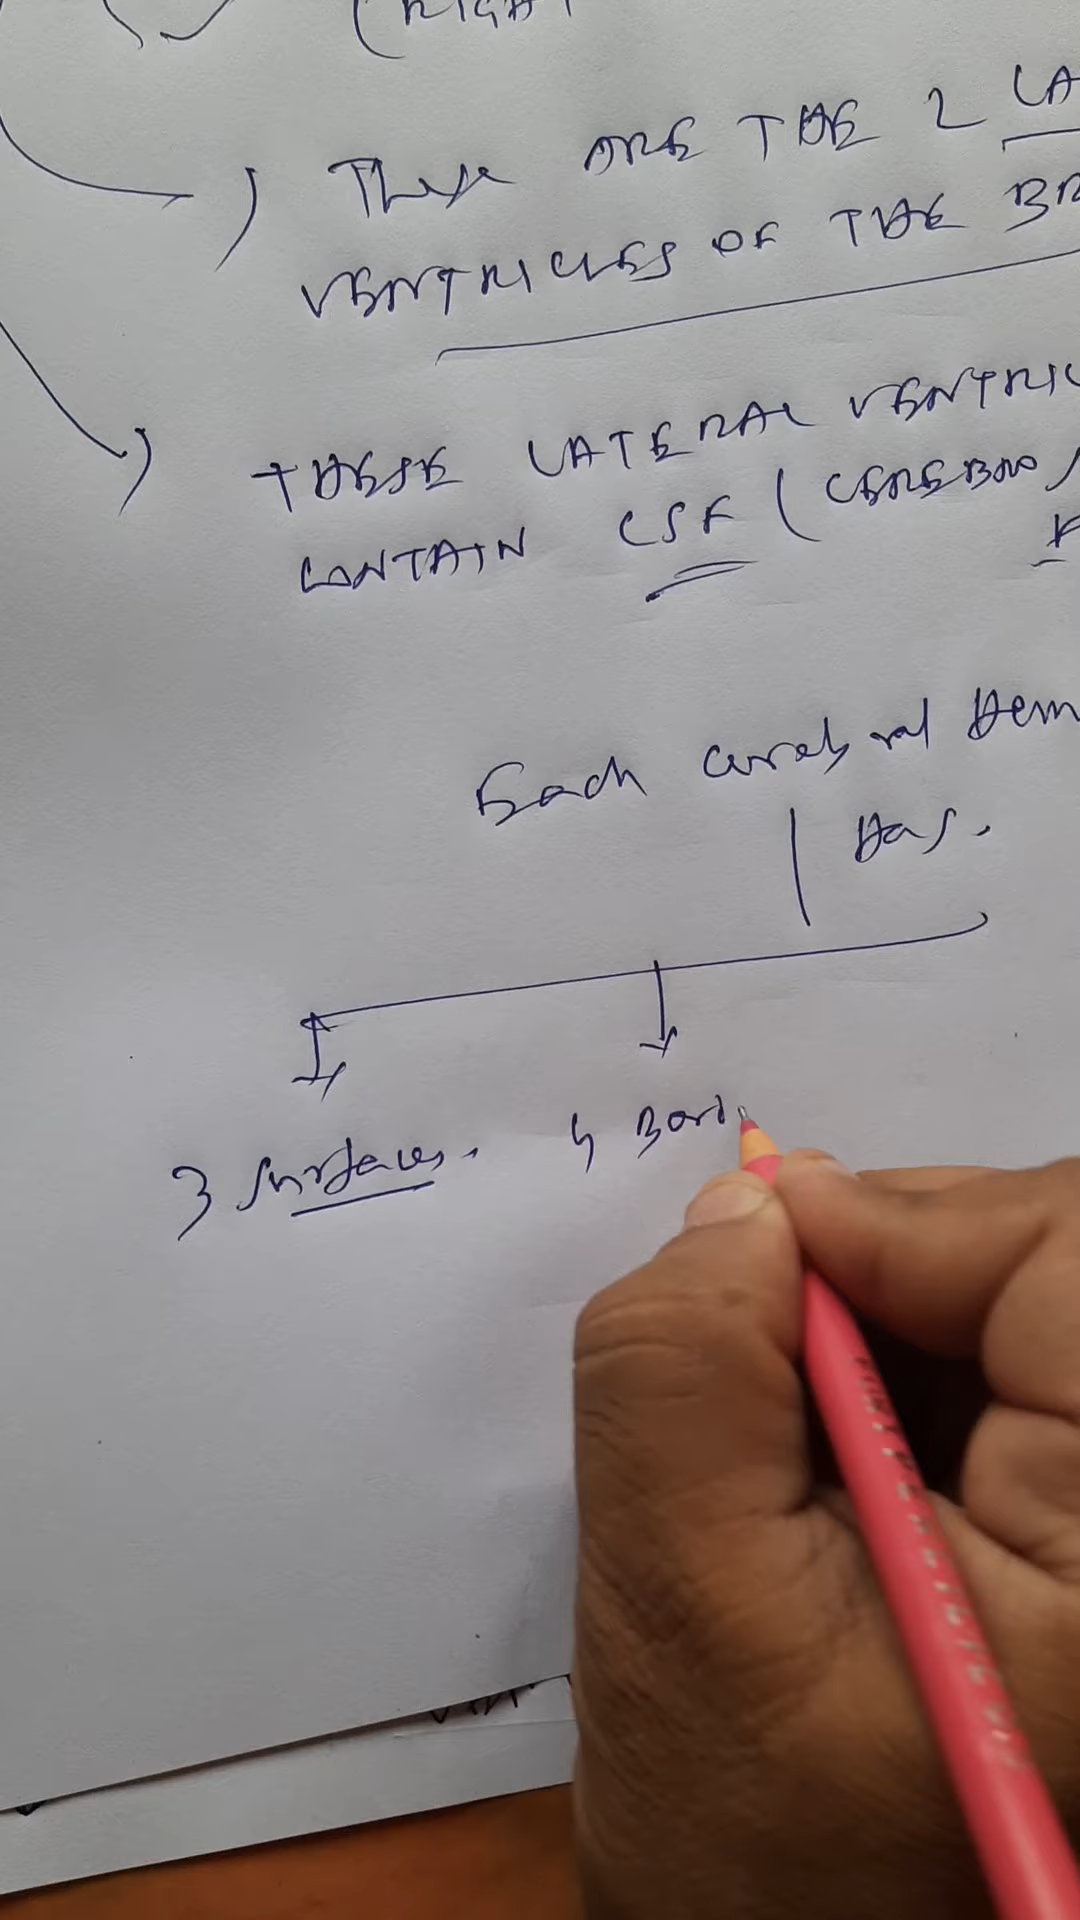 (RIGHT
These ARE THE 2 LA
VENTRICLES OF THE BR
THESE LATERAL VENTRIC
CONTAIN CSF (CEREBRO
Each cerebral Hem
Has.
3 Surfaces. 4 Bord